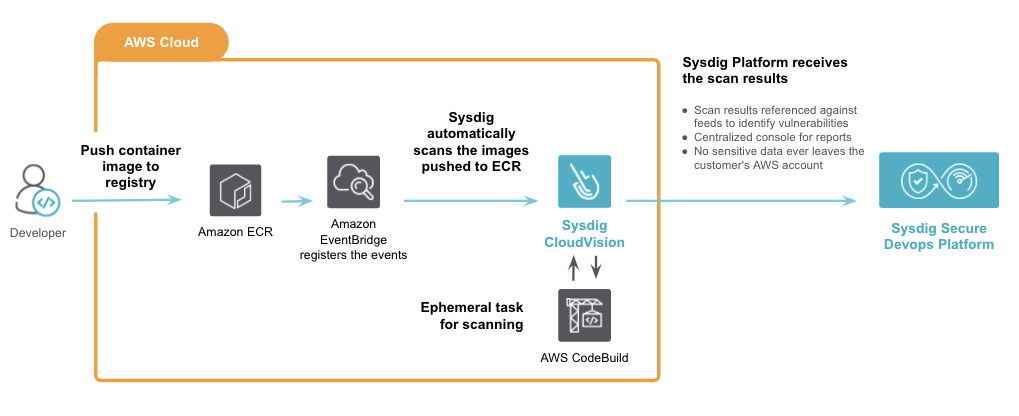 AWS Cloud
Sysdig Platform receives
the scan results
● Scan results referenced against
feeds to identify vulnerabilities
● Centralized console for reports
● No sensitive data ever leaves the
customer's AWS account
Push container
image to
registry
Sysdig
automatically
scans the images
pushed to ECR
Developer
Amazon ECR
Amazon
EventBridge
registers the events
Sysdig
CloudVision
Sysdig Secure
Devops Platform
Ephemeral task
for scanning
AWS CodeBuild